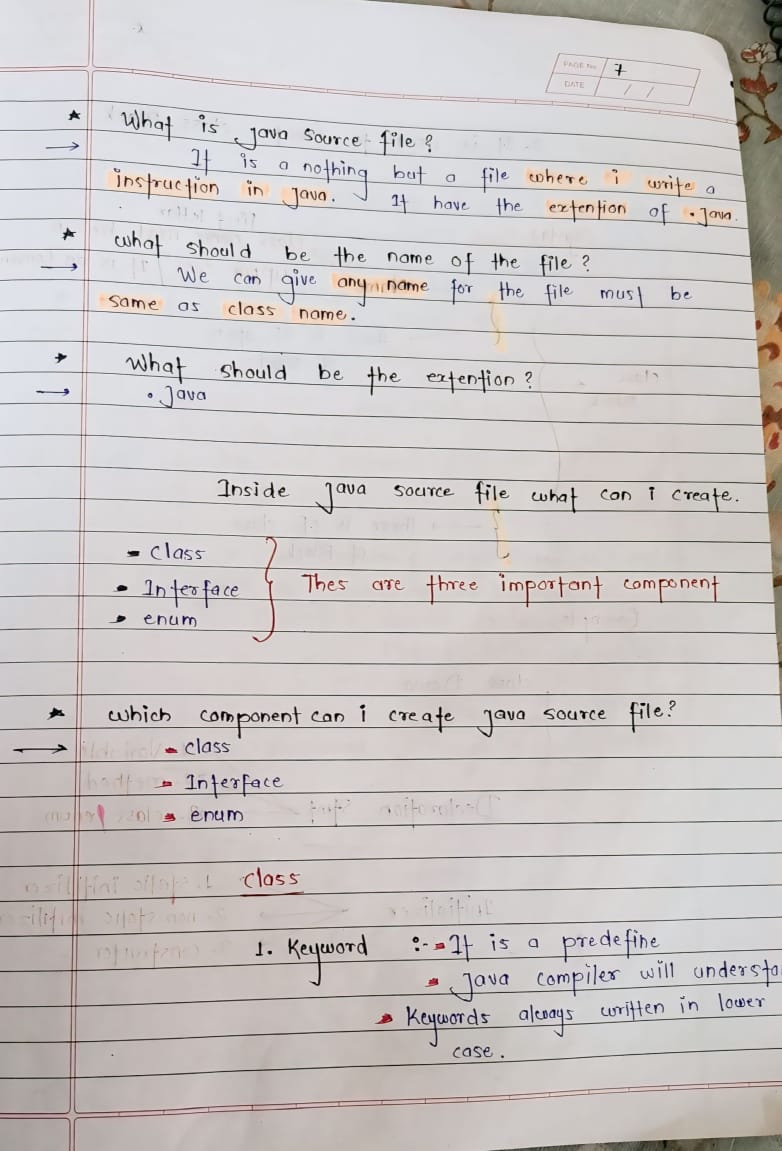 PAGE No. 7
DATE / /
★ What is java source file ?
→ It is a nothing but a file where i write a
instruction in java. It have the extention of .java.
★ what should be the name of the file ?
→ We can give any name for the file must be
same as class name.
★ What should be the extention ?
→ .java
Inside java source file what can i create.
- class
• Interface } Thes are three important component
• enum
★ which component can i create java source file?
→ - class
- Interface
- enum
Class
1. Keyword :- - It is a predefine
- Java compiler will understa
- Keywords always written in lower
case.